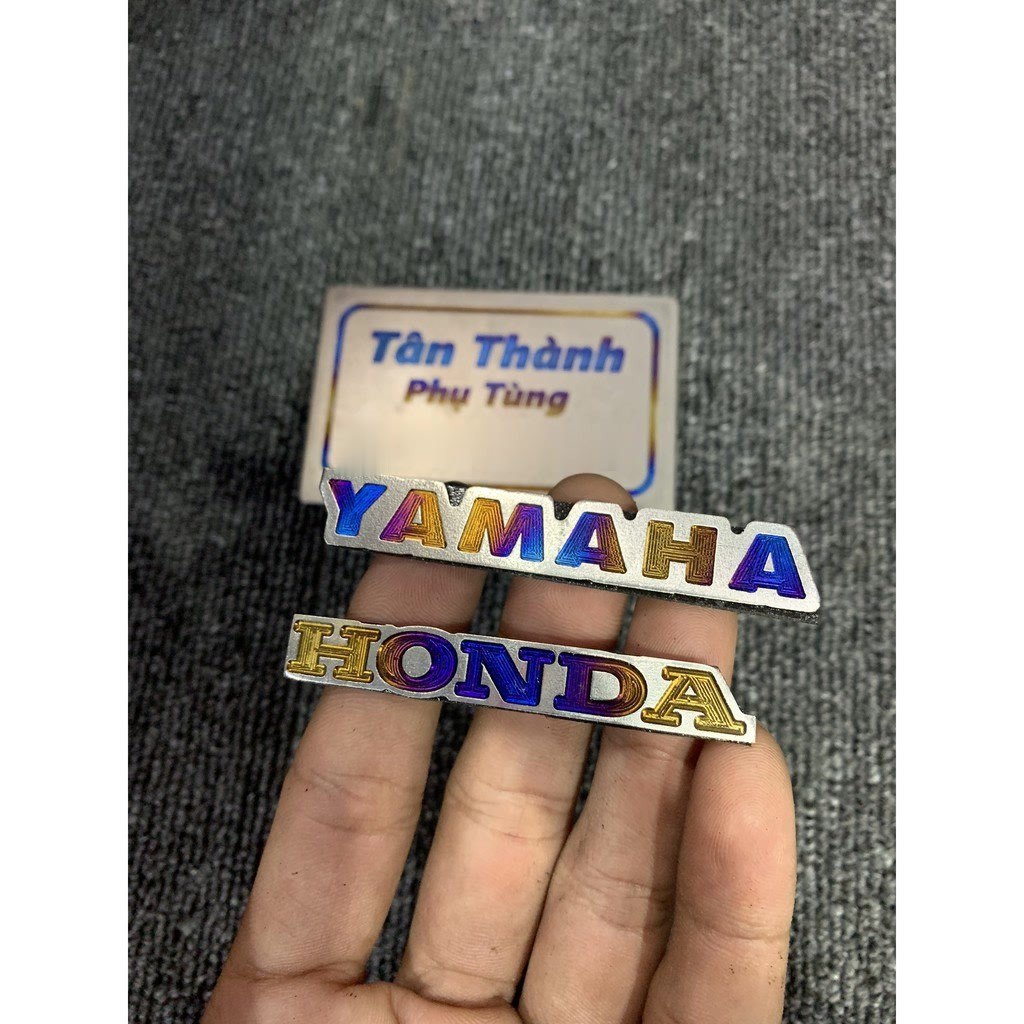 Tân Thành
Phụ Tùng
YAMAHA
HONDA